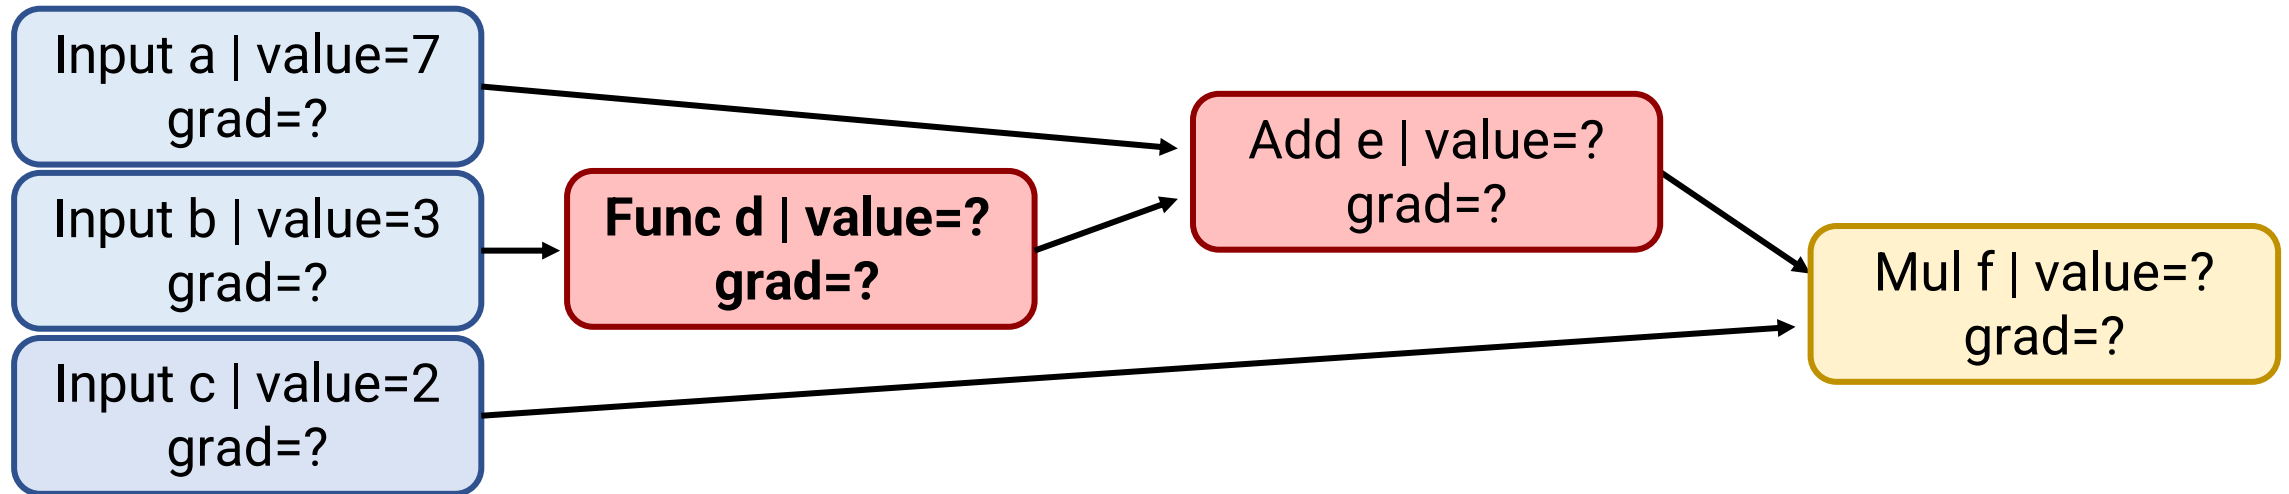 Input a | value=7
grad=?
Input b | value=3
grad=?
Input c | value=2
grad=?
Func d | value=?
grad=?
Add e | value=?
grad=?
Mul f | value=?
grad=?